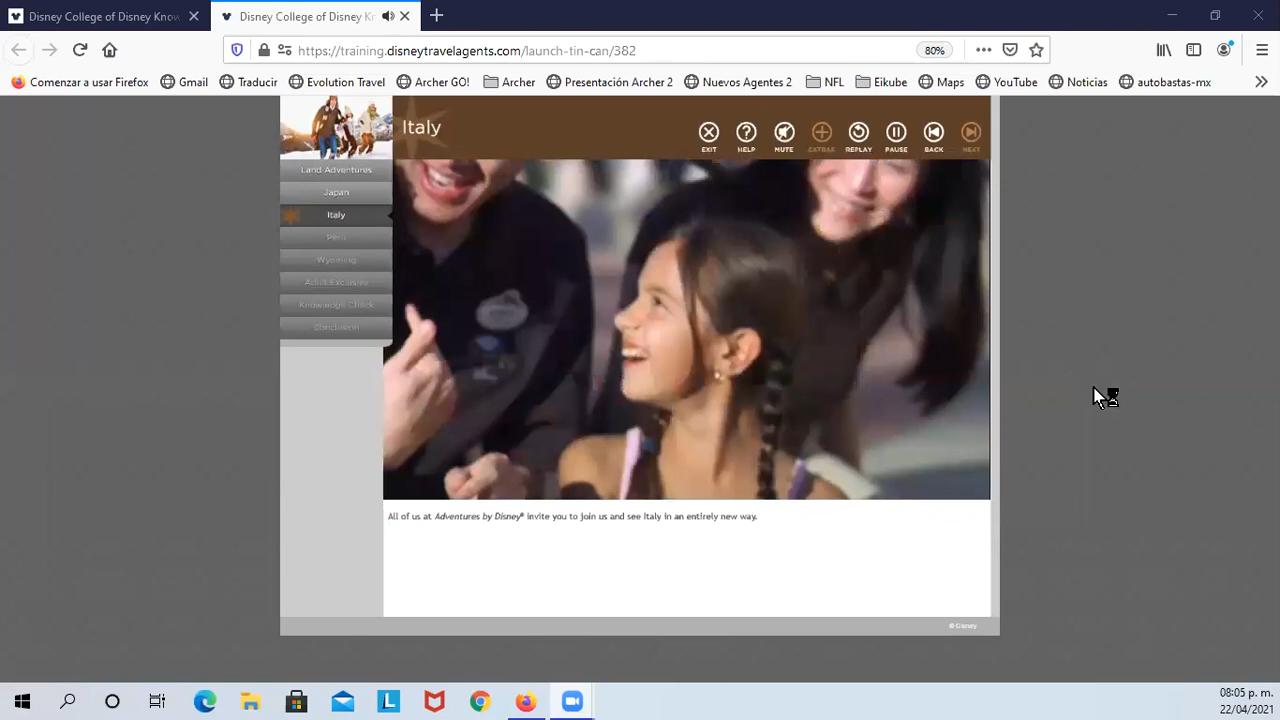 Disney College of Disney Know
Disney College of Disney Kn
https://training.disneytravelagents.com/launch-tin-can/382
80%
Comenzar a usar Firefox
Gmail
Traducir
Evolution Travel
Archer GO!
Archer
Presentación Archer 2
Nuevos Agentes 2
NFL
Eikube
Maps
YouTube
Noticias
autobastas-mx
Italy
EXIT
HELP
MUTE
EXTRAS
REPLAY
PAUSE
BACK
NEXT
Land Adventures
Japan
Italy
Peru
Wyoming
Adult Exclusive
Knowledge Check
Conclusion
All of us at Adventures by Disney® invite you to join us and see Italy in an entirely new way.
© Disney
L
08:05 p. m.
22/04/2021